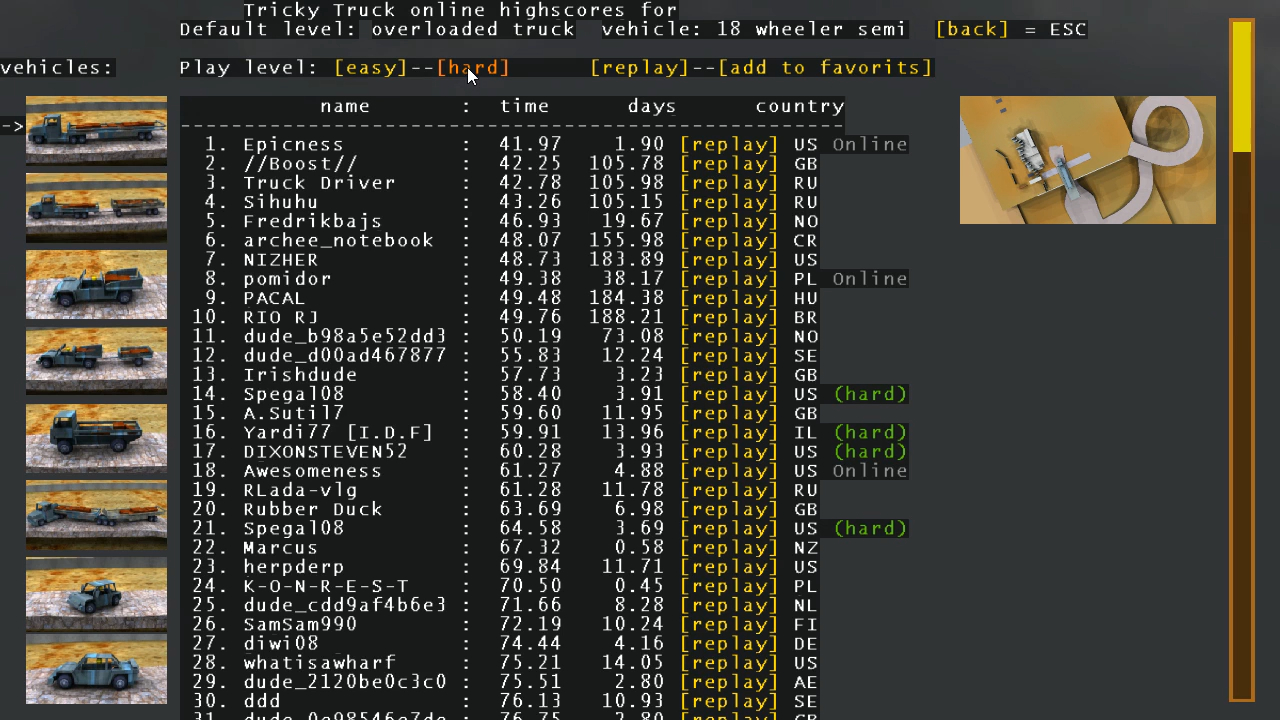 Tricky Truck online highscores for
Default level: overloaded truck vehicle: 18 wheeler semi [back] = ESC
vehicles: Play level: [easy]--[hard] [replay]--[add to favorits]
name : time days country
->
1. Epicness : 41.97 1.90 [replay] US Online
2. //Boost// : 42.25 105.78 [replay] GB
3. Truck Driver : 42.78 105.98 [replay] RU
4. Sihuhu : 43.26 105.15 [replay] RU
5. Fredrikbajs : 46.93 19.67 [replay] NO
6. archee_notebook : 48.07 155.98 [replay] CR
7. NIZHER : 48.73 183.89 [replay] US
8. pomidor : 49.38 38.17 [replay] PL Online
9. PACAL : 49.48 184.38 [replay] HU
10. RIO RJ : 49.76 188.21 [replay] BR
11. dude_b98a5e52dd3 : 50.19 73.08 [replay] NO
12. dude_d00ad467877 : 55.83 12.24 [replay] SE
13. Irishdude : 57.73 3.23 [replay] GB
14. Spegal08 : 58.40 3.91 [replay] US (hard)
15. A.Sutil7 : 59.60 11.95 [replay] GB
16. Yardi77 [I.D.F] : 59.91 13.96 [replay] IL (hard)
17. DIXONSTEVEN52 : 60.28 3.93 [replay] US (hard)
18. Awesomeness : 61.27 4.88 [replay] US Online
19. RLada-vlg : 61.28 11.78 [replay] RU
20. Rubber Duck : 63.69 6.98 [replay] GB
21. Spegal08 : 64.58 3.69 [replay] US (hard)
22. Marcus : 67.32 0.58 [replay] NZ
23. herpderp : 69.84 11.71 [replay] US
24. K-O-N-R-E-S-T : 70.50 0.45 [replay] PL
25. dude_cdd9af4b6e3 : 71.66 8.28 [replay] NL
26. SamSam990 : 72.19 10.24 [replay] FI
27. diwi08 : 74.44 4.16 [replay] DE
28. whatisawharf : 75.21 14.05 [replay] US
29. dude_2120be0c3c0 : 75.51 2.80 [replay] AE
30. ddd : 76.13 10.93 [replay] SE
31. : 76.75 2.80 [replay]